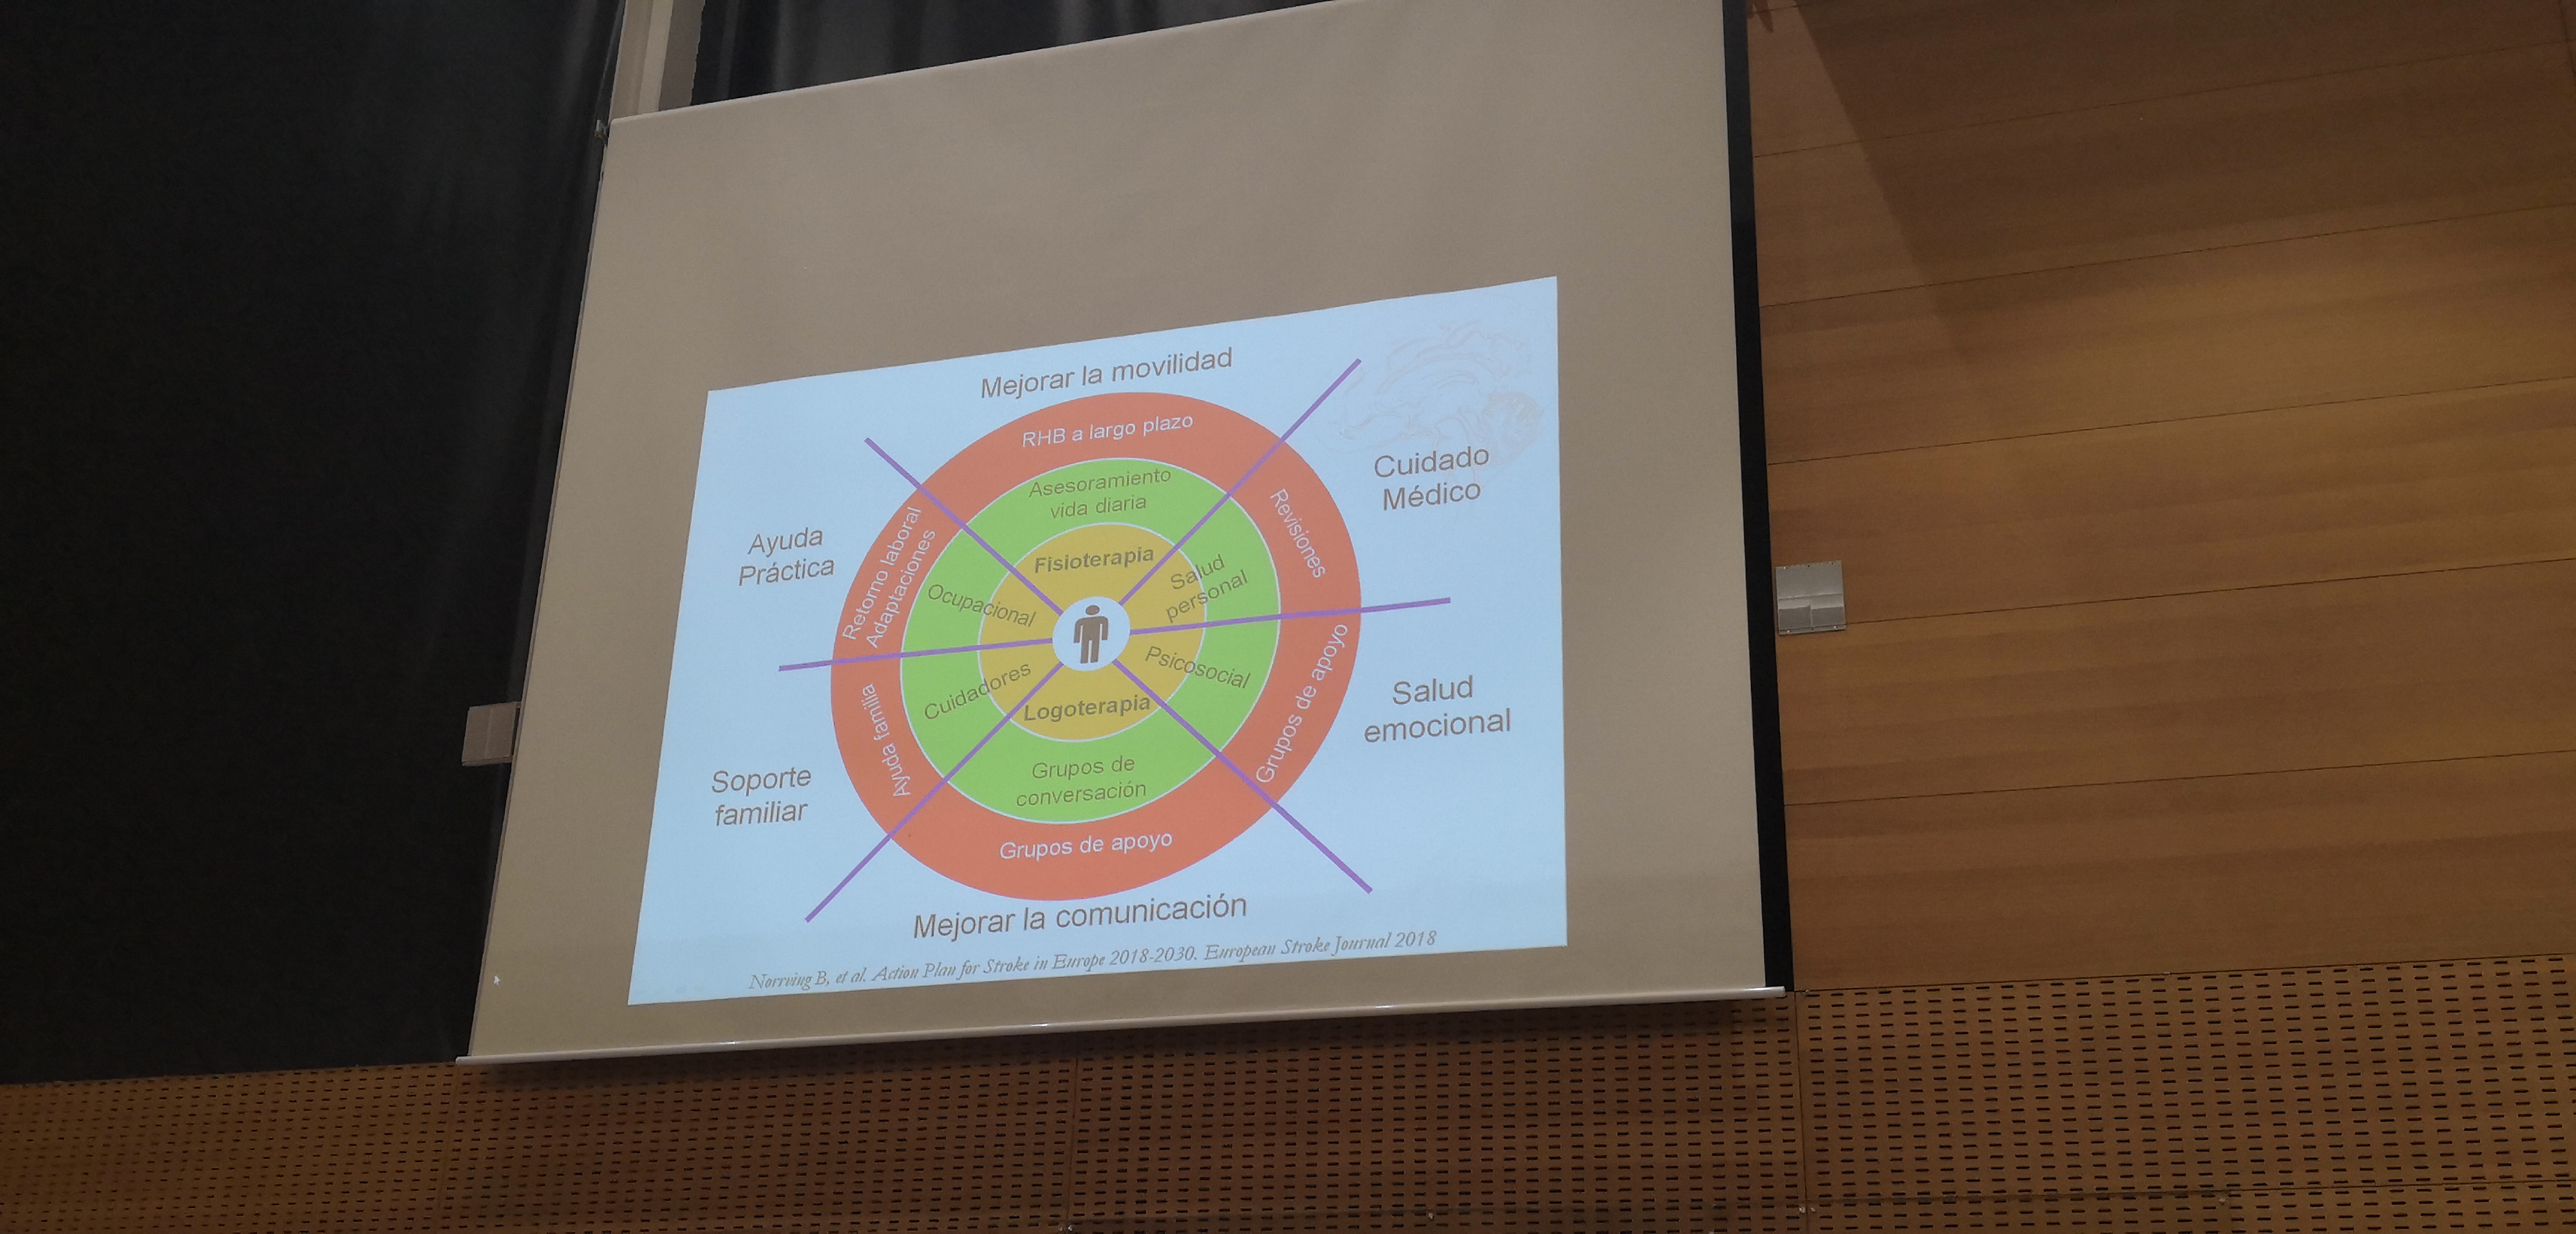 Mejorar la movilidad
RHB a largo plazo
Asesoramiento
vida diaria
Fisioterapia
Cuidado
Médico
Revisiones
Salud
personal
Ayuda
Práctica
Retorno laboral
Adaptaciones
Ocupacional
Psicosocial
Grupos de apoyo
Salud
emocional
Cuidadores
Ayuda familia
Soporte
familiar
Logoterapia
Grupos de
conversación
Grupos de apoyo
Mejorar la comunicación
Norrving B, et al. Action Plan for Stroke in Europe 2018-2030. European Stroke Journal 2018